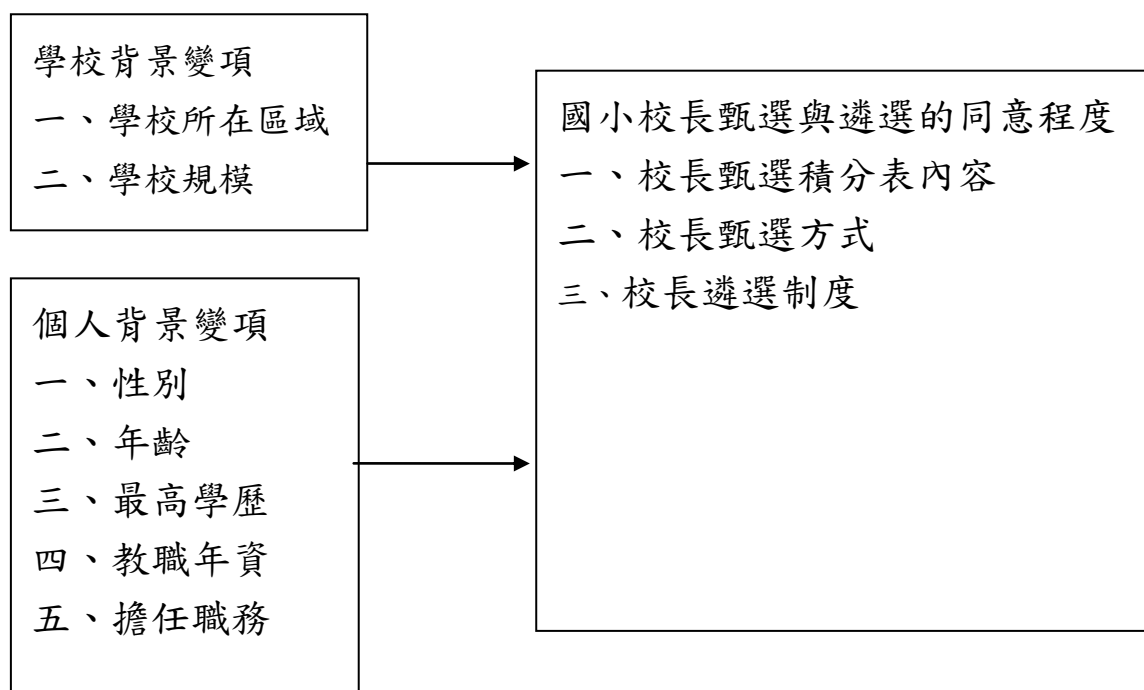 學校背景變項
一、學校所在區域
二、學校規模
國小校長甄選與遴選的同意程度
一、校長甄選積分表內容
二、校長甄選方式
三、校長遴選制度
個人背景變項
一、性別
二、年齡
三、最高學歷
四、教職年資
五、擔任職務